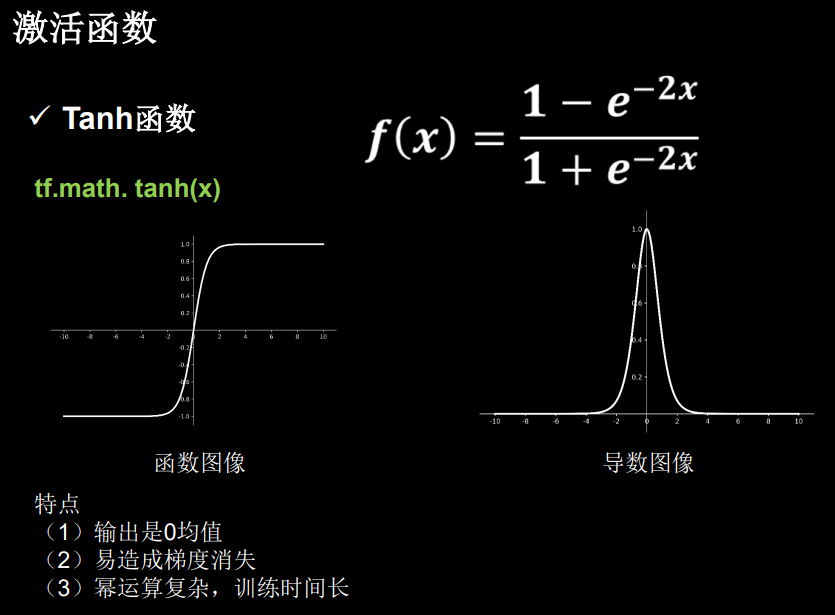 激活函数
✓ Tanh函数
f(x) = (1 − e^{−2x}) / (1 + e^{−2x})
tf.math. tanh(x)
1.0
0.8
0.6
0.4
0.2
-10 -8 -6 -4 -2 0 2 4 6 8 10
-0.2
-0.4
-0.6
-0.8
-1.0
函数图像
1.0
0.8
0.6
0.4
0.2
-10 -8 -6 -4 -2 0 2 4 6 8 10
导数图像
特点
（1）输出是0均值
（2）易造成梯度消失
（3）幂运算复杂，训练时间长